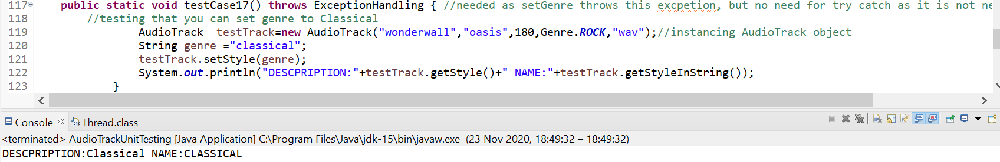 117 public static void testCase17() throws ExceptionHandling { //needed as setGenre throws this excpetion, but no need for try catch as it is not ne
118 //testing that you can set genre to Classical
119 AudioTrack testTrack=new AudioTrack("wonderwall","oasis",180,Genre.ROCK,"wav");//instancing AudioTrack object
120 String genre ="classical";
121 testTrack.setStyle(genre);
122 System.out.println("DESCPRIPTION:"+testTrack.getStyle()+" NAME:"+testTrack.getStyleInString());
123 }
Console Thread.class
<terminated> AudioTrackUnitTesting [Java Application] C:\Program Files\Java\jdk-15\bin\javaw.exe (23 Nov 2020, 18:49:32 – 18:49:32)
DESCPRIPTION:Classical NAME:CLASSICAL